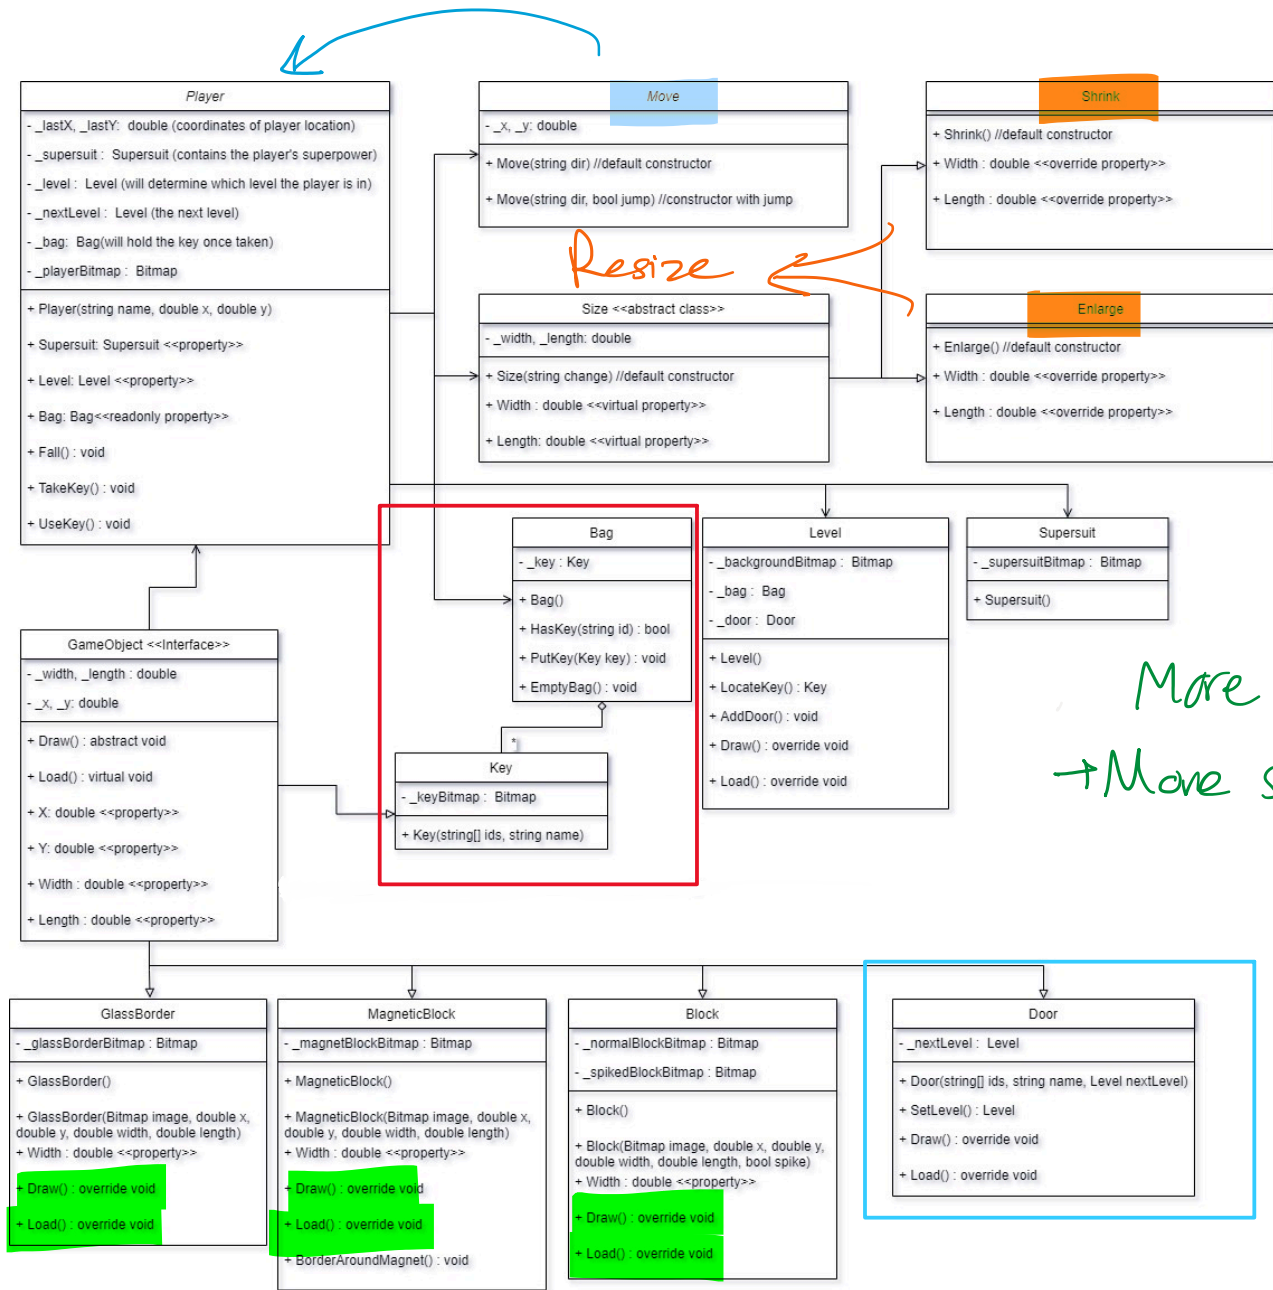 Player
- _lastX, _lastY: double (coordinates of player location)
- _supersuit : Supersuit (contains the player's superpower)
- _level : Level (will determine which level the player is in)
- _nextLevel : Level (the next level)
- _bag: Bag(will hold the key once taken)
- _playerBitmap : Bitmap
+ Player(string name, double x, double y)
+ Supersuit: Supersuit <<property>>
+ Level: Level <<property>>
+ Bag: Bag<<readonly property>>
+ Fall() : void
+ TakeKey() : void
+ UseKey() : void
Move
- _x, _y: double
+ Move(string dir) //default constructor
+ Move(string dir, bool jump) //constructor with jump
Shrink
+ Shrink() //default constructor
+ Width : double <<override property>>
+ Length : double <<override property>>
Resize
Size <<abstract class>>
- _width, _length: double
+ Size(string change) //default constructor
+ Width : double <<virtual property>>
+ Length: double <<virtual property>>
Enlarge
+ Enlarge() //default constructor
+ Width : double <<override property>>
+ Length : double <<override property>>
Bag
- _key : Key
+ Bag()
+ HasKey(string id) : bool
+ PutKey(Key key) : void
+ EmptyBag() : void
Level
- _backgroundBitmap : Bitmap
- _bag : Bag
- _door : Door
+ Level()
+ LocateKey() : Key
+ AddDoor() : void
+ Draw() : override void
+ Load() : override void
Supersuit
- _supersuitBitmap : Bitmap
+ Supersuit()
GameObject <<Interface>>
- _width, _length : double
- _x, _y: double
+ Draw() : abstract void
+ Load() : virtual void
+ X: double <<property>>
+ Y: double <<property>>
+ Width : double <<property>>
+ Length : double <<property>>
*
Key
- _keyBitmap : Bitmap
+ Key(string[] ids, string name)
More
→ More s
GlassBorder
- _glassBorderBitmap : Bitmap
+ GlassBorder()
+ GlassBorder(Bitmap image, double x,
double y, double width, double length)
+ Width : double <<property>>
+ Draw() : override void
+ Load() : override void
MagneticBlock
- _magnetBlockBitmap : Bitmap
+ MagneticBlock()
+ MagneticBlock(Bitmap image, double x,
double y, double width, double length)
+ Width : double <<property>>
+ Draw() : override void
+ Load() : override void
+ BorderAroundMagnet() : void
Block
- _normalBlockBitmap : Bitmap
- _spikedBlockBitmap : Bitmap
+ Block()
+ Block(Bitmap image, double x, double y,
double width, double length, bool spike)
+ Width : double <<property>>
+ Draw() : override void
+ Load() : override void
Door
- _nextLevel : Level
+ Door(string[] ids, string name, Level nextLevel)
+ SetLevel() : Level
+ Draw() : override void
+ Load() : override void